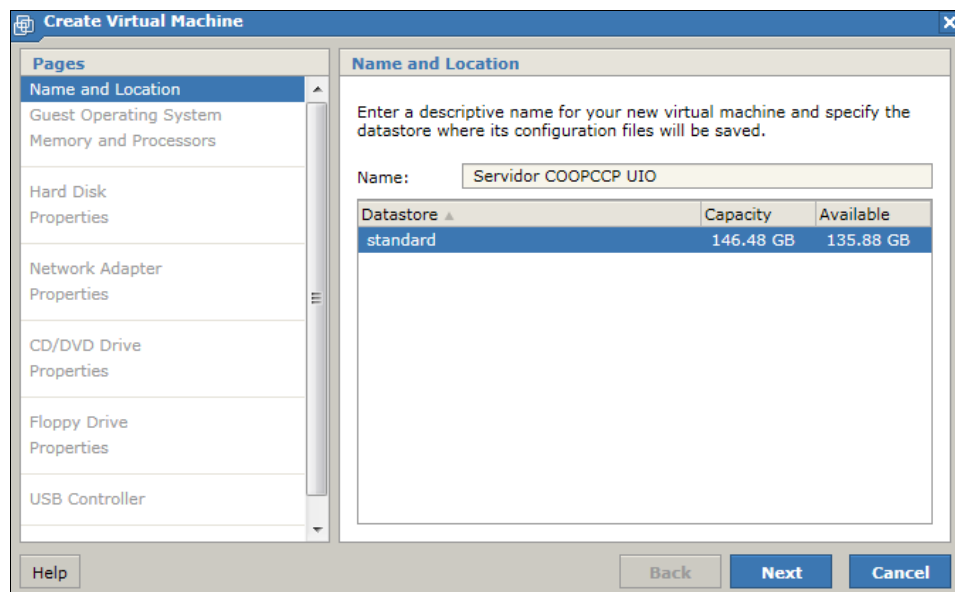 Create Virtual Machine
Pages
Name and Location
Guest Operating System
Memory and Processors
Hard Disk
Properties
Network Adapter
Properties
CD/DVD Drive
Properties
Floppy Drive
Properties
USB Controller
Name and Location
Enter a descriptive name for your new virtual machine and specify the
datastore where its configuration files will be saved.
Name: Servidor COOPCCP UIO
Datastore Capacity Available
standard 146.48 GB 135.88 GB
Help Back Next Cancel